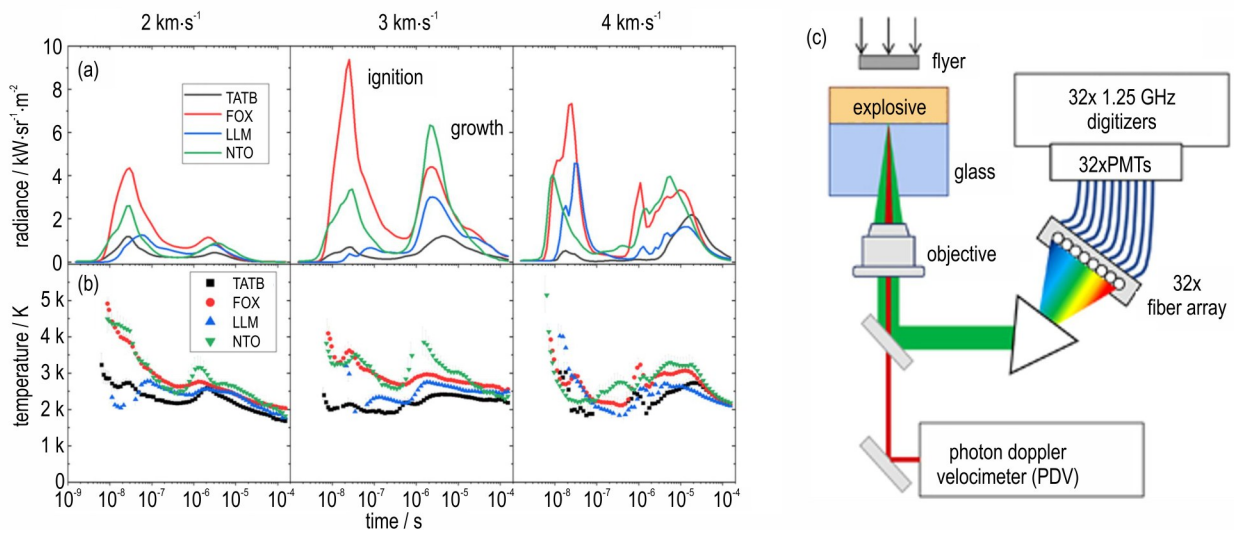 2 km·s⁻¹ 3 km·s⁻¹ 4 km·s⁻¹
(a)
radiance / kW·sr⁻¹·m⁻²
10
8
6
4
2
0
TATB
FOX
LLM
NTO
ignition
growth
(b)
temperature / K
5 k
4 k
3 k
2 k
1 k
0
TATB
FOX
LLM
NTO
10⁻⁹ 10⁻⁸ 10⁻⁷ 10⁻⁶ 10⁻⁵ 10⁻⁴ 10⁻⁸ 10⁻⁷ 10⁻⁶ 10⁻⁵ 10⁻⁴ 10⁻⁸ 10⁻⁷ 10⁻⁶ 10⁻⁵ 10⁻⁴
time / s
(c)
flyer
explosive
glass
objective
32x 1.25 GHz
digitizers
32xPMTs
32x
fiber array
photon doppler
velocimeter (PDV)